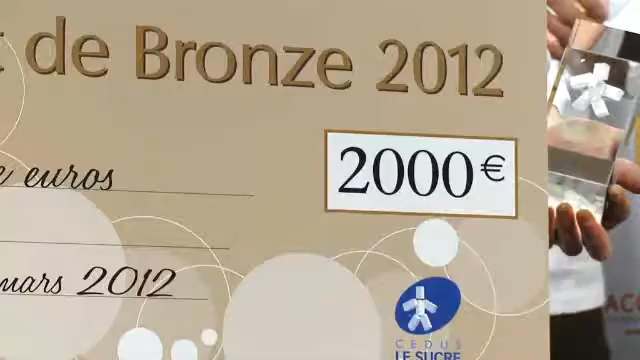 de Bronze 2012
2000€
euros
mars 2012
CEDUS
LE SUCRE